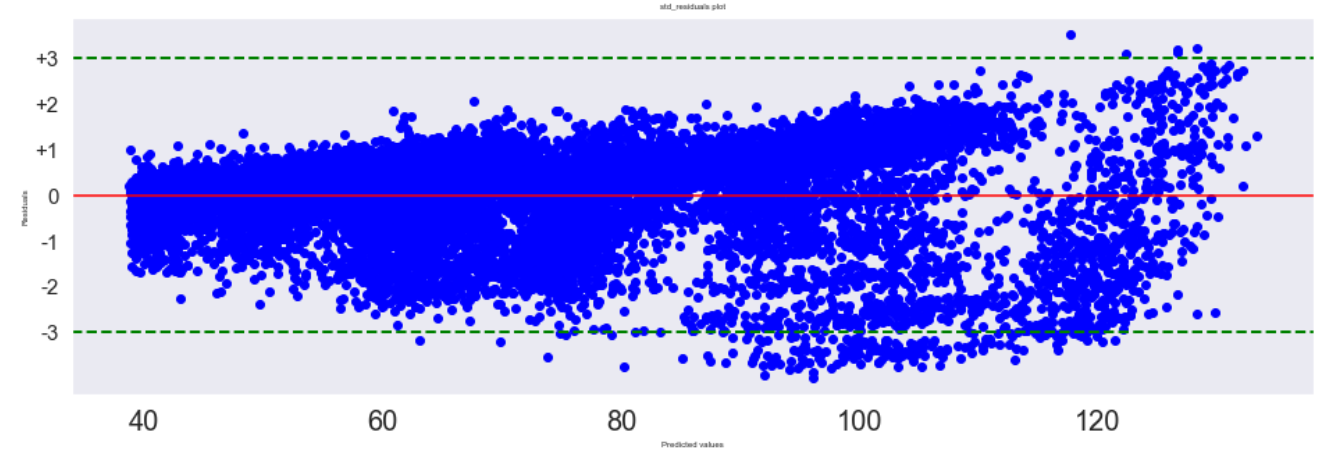 std_residuals plot
+3
+2
+1
0
-1
-2
-3
Residuals
40 60 80 100 120
Predicted values